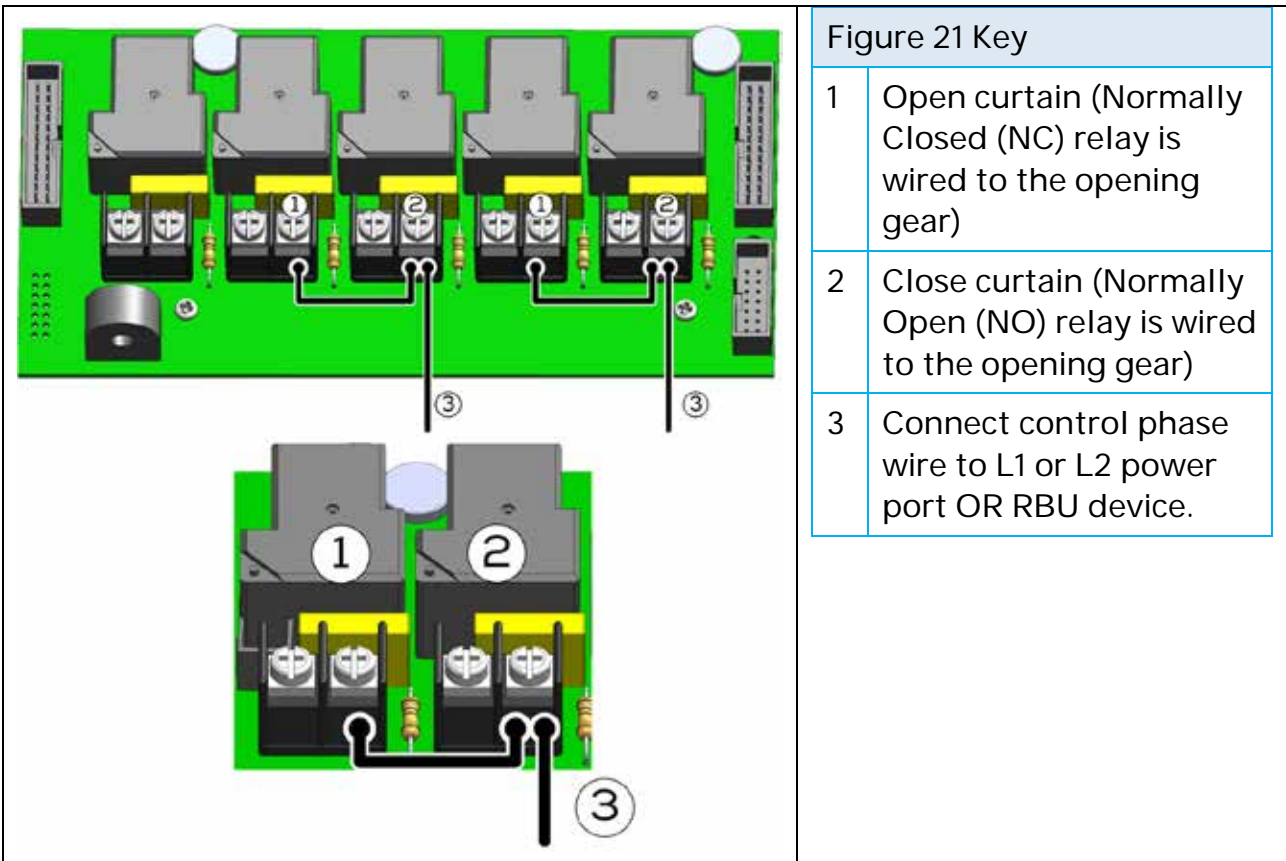 Figure 21 Key
1 Open curtain (Normally
Closed (NC) relay is
wired to the opening
gear)
2 Close curtain (Normally
Open (NO) relay is wired
to the opening gear)
3 Connect control phase
wire to L1 or L2 power
port OR RBU device.
1 2 1 2
3 3
1 2
3